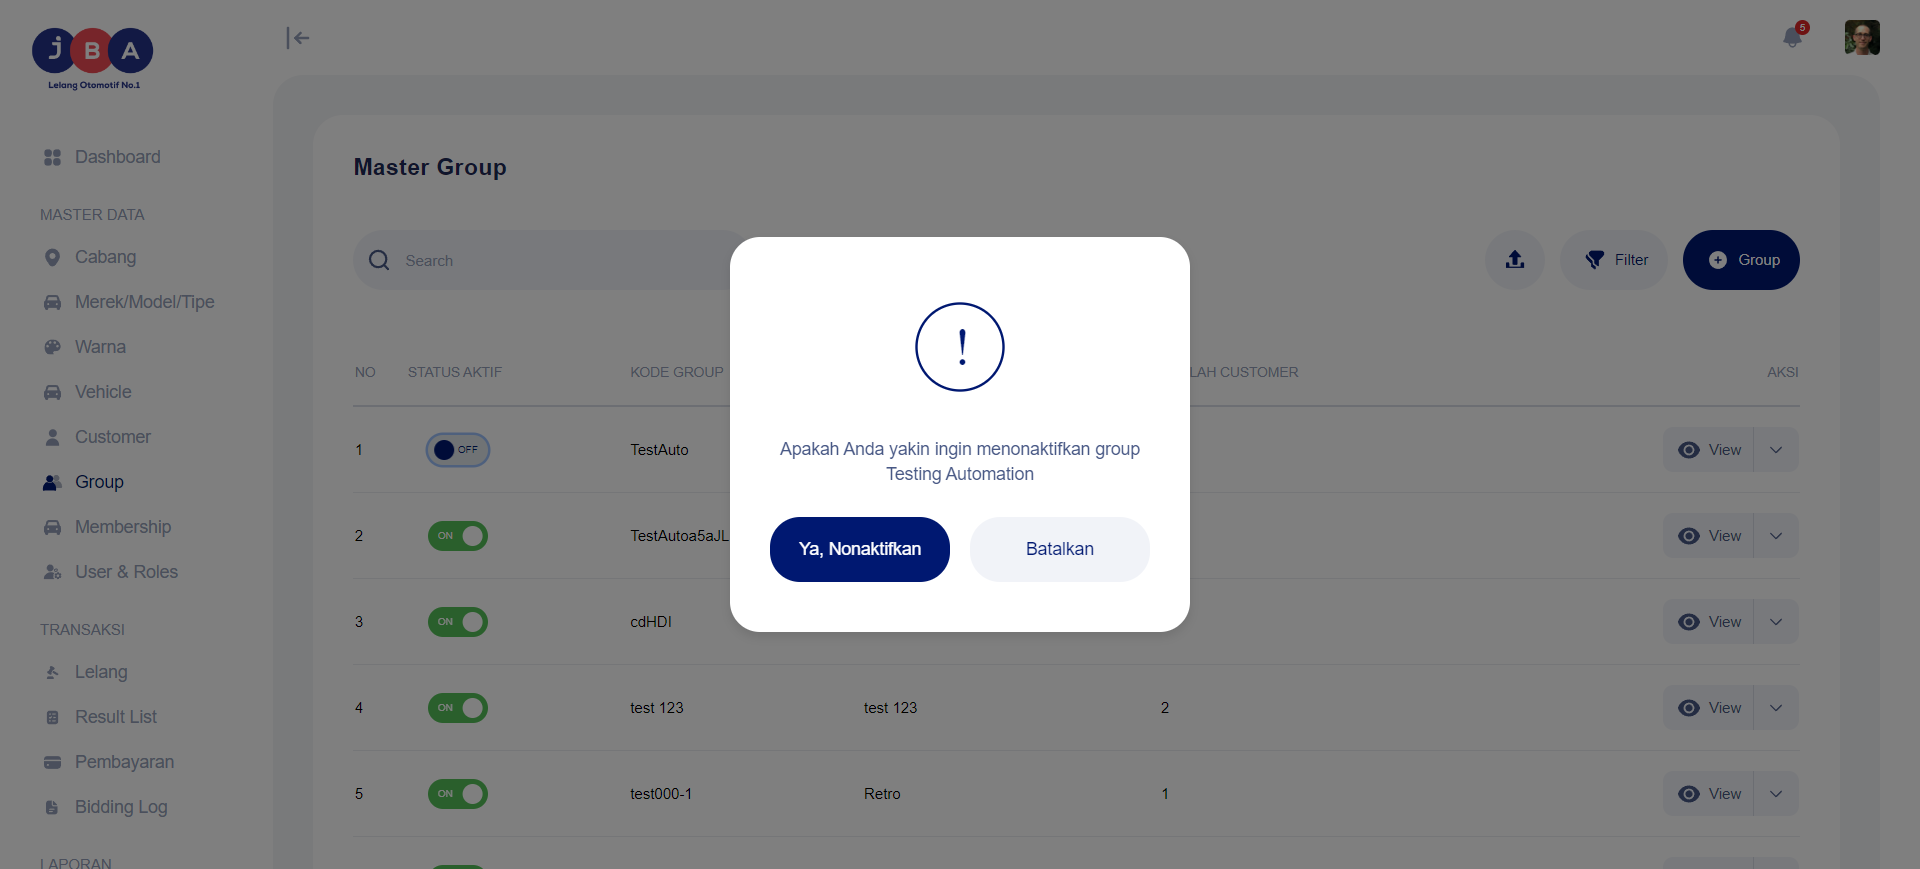 JBA
Lelang Otomotif No.1
5
Dashboard
MASTER DATA
Cabang
Merek/Model/Tipe
Warna
Vehicle
Customer
Group
Membership
User & Roles
TRANSAKSI
Lelang
Result List
Pembayaran
Bidding Log
LAPORAN
Master Group
Search
Filter
Group
NO STATUS AKTIF KODE GROUP LAH CUSTOMER AKSI
1 OFF TestAuto View
2 ON TestAutoa5aJL View
3 ON cdHDI View
4 ON test 123 test 123 2 View
5 ON test000-1 Retro 1 View
!
Apakah Anda yakin ingin menonaktifkan group
Testing Automation
Ya, Nonaktifkan
Batalkan